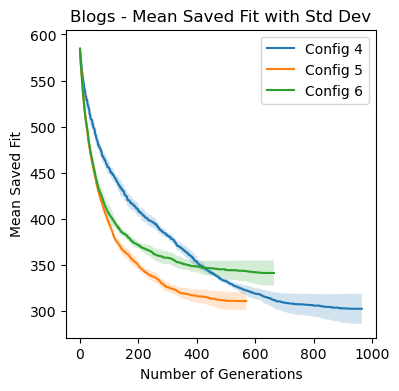 Blogs - Mean Saved Fit with Std Dev
600
550
500
450
400
350
300
Mean Saved Fit
Config 4
Config 5
Config 6
0 200 400 600 800 1000
Number of Generations